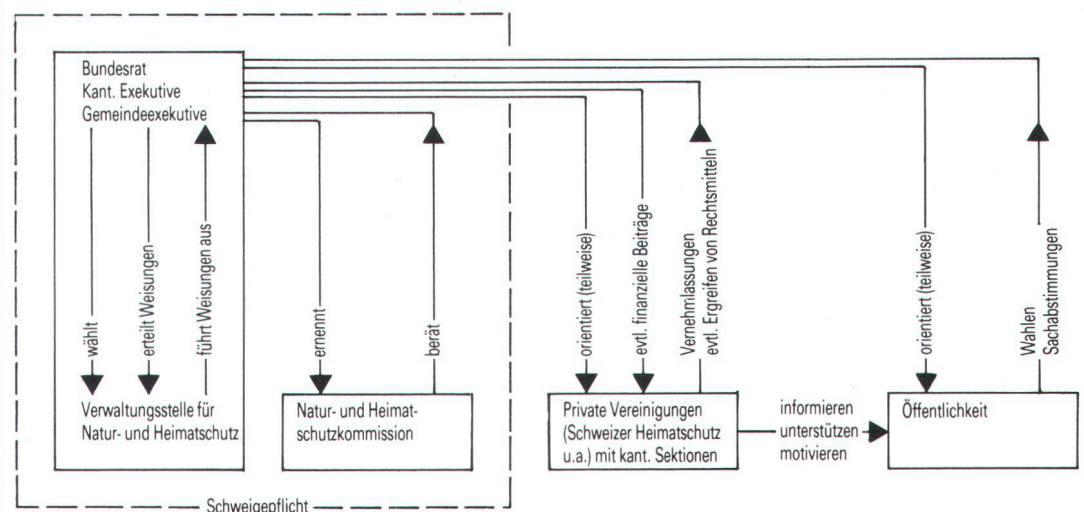 Bundesrat
Kant. Exekutive
Gemeindeexekutive
wählt
erteilt Weisungen
führt Weisungen aus
Verwaltungsstelle für
Natur- und Heimatschutz
ernennt
berät
Natur- und Heimat-
schutzkommission
Schweigepflicht
orientiert (teilweise)
evtl. finanzielle Beiträge
Vernehmlassungen
evtl. Ergreifen von Rechtsmitteln
Private Vereinigungen
(Schweizer Heimatschutz
u.a.) mit kant. Sektionen
informieren
unterstützen
motivieren
orientiert (teilweise)
Wahlen
Sachabstimmungen
Öffentlichkeit